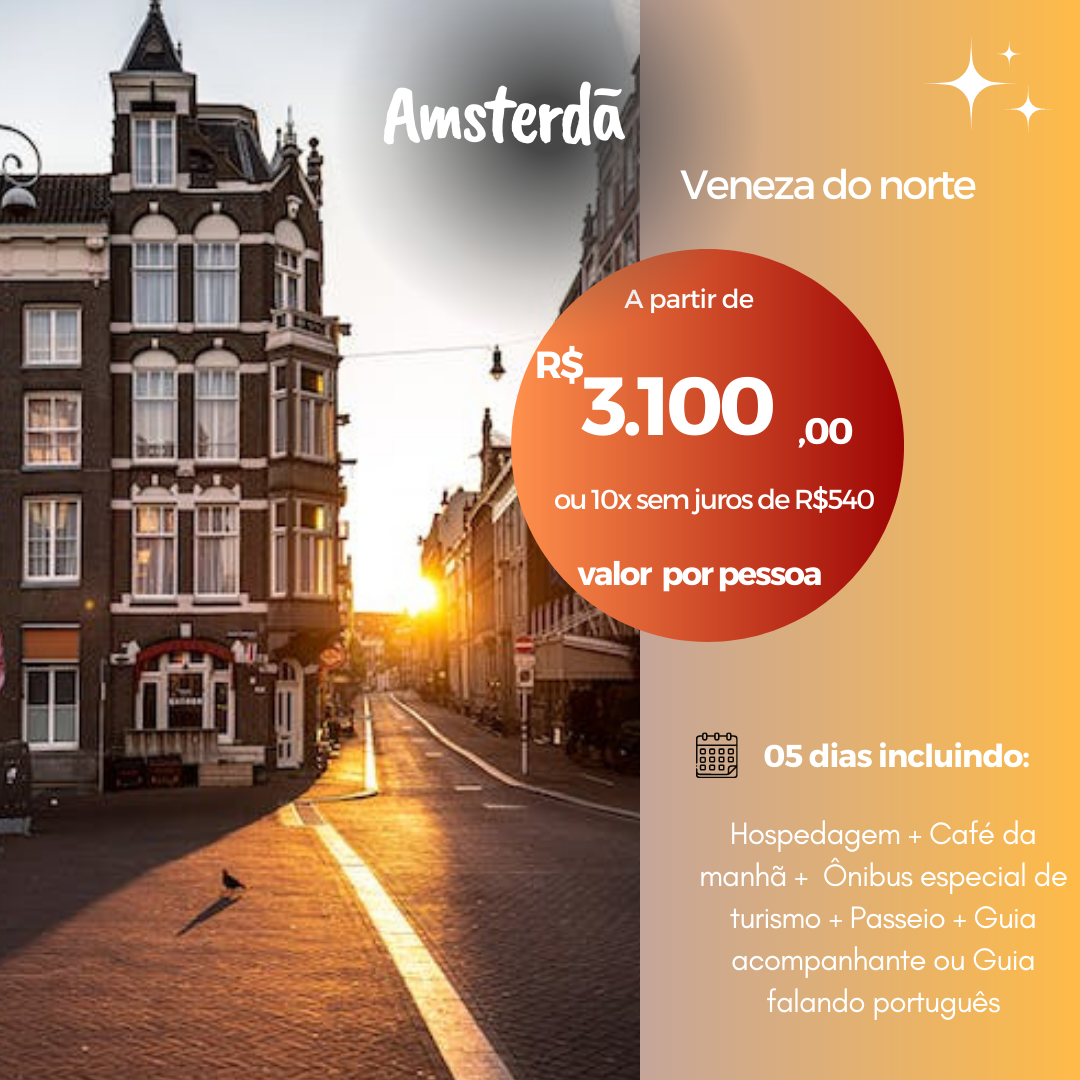 Amsterdã
Veneza do norte
A partir de
R$ 3.100 ,00
ou 10x sem juros de R$540
valor por pessoa
05 dias incluindo:
Hospedagem + Café da
manhã + Ônibus especial de
turismo + Passeio + Guia
acompanhante ou Guia
falando português